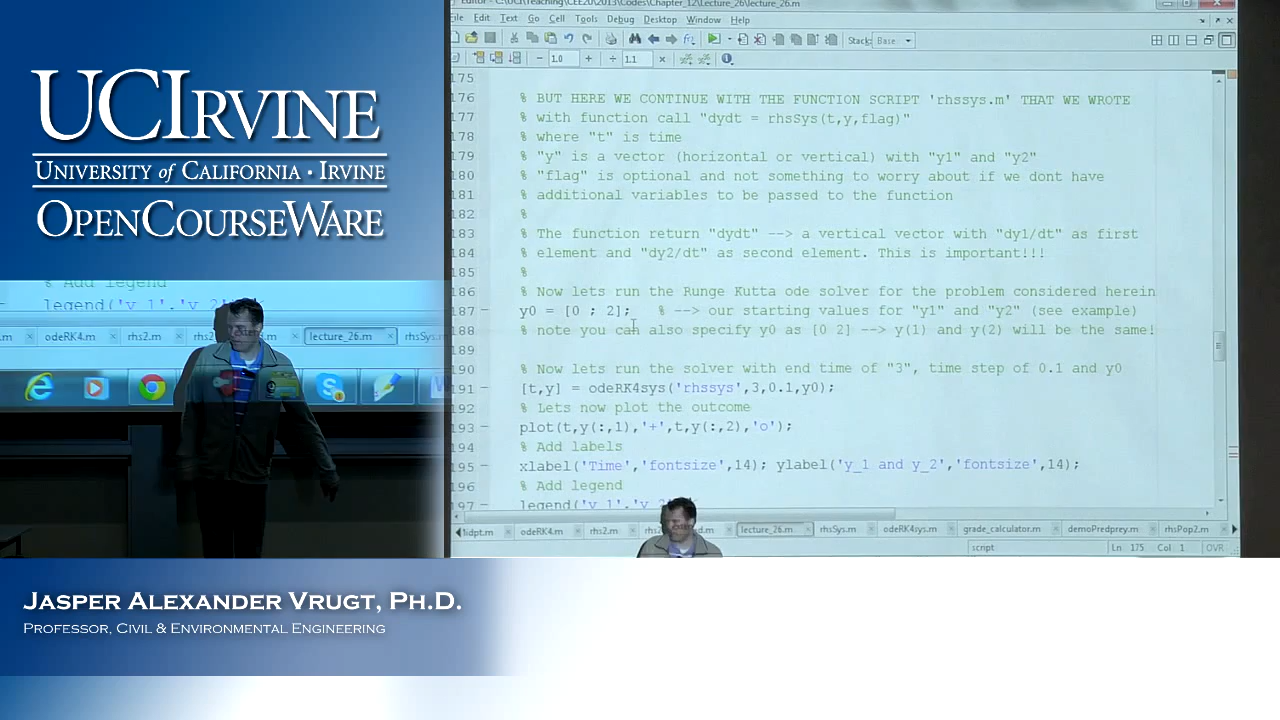 UCIRVINE
UNIVERSITY of CALIFORNIA · IRVINE
OPENCOURSEWARE
% Add legend
odeRK4.m rhs2.m rhs2.m lecture_26.m rhsSys.m
JASPER ALEXANDER VRUGT, PH.D.
PROFESSOR, CIVIL & ENVIRONMENTAL ENGINEERING
Editor - C:\UCI\Teaching\CEE20\2013\Codes\Chapter_12\Lecture_26\lecture_26.m
File Edit Text Go Cell Tools Debug Desktop Window Help
Stack: Base
1.0 1.1
175
176 % BUT HERE WE CONTINUE WITH THE FUNCTION SCRIPT 'rhssys.m' THAT WE WROTE
177 % with function call "dydt = rhsSys(t,y,flag)"
178 % where "t" is time
179 % "y" is a vector (horizontal or vertical) with "y1" and "y2"
180 % "flag" is optional and not something to worry about if we dont have
181 % additional variables to be passed to the function
182 %
183 % The function return "dydt" --> a vertical vector with "dy1/dt" as first
184 % element and "dy2/dt" as second element. This is important!!!
185 %
186 % Now lets run the Runge Kutta ode solver for the problem considered herein
187 y0 = [0 ; 2]; % --> our starting values for "y1" and "y2" (see example)
188 % note you can also specify y0 as [0 2] --> y(1) and y(2) will be the same!
189
190 % Now lets run the solver with end time of "3", time step of 0.1 and y0
191 [t,y] = odeRK4sys('rhssys',3,0.1,y0);
192 % Lets now plot the outcome
193 plot(t,y(:,1),'+',t,y(:,2),'o');
194 % Add labels
195 xlabel('Time','fontsize',14); ylabel('y_1 and y_2','fontsize',14);
196 % Add legend
197
odeRK4.m rhs2.m lecture_26.m rhsSys.m odeRK4sys.m grade_calculator.m demoPredprey.m rhsPop2.m
script Ln 175 Col 1 OVR